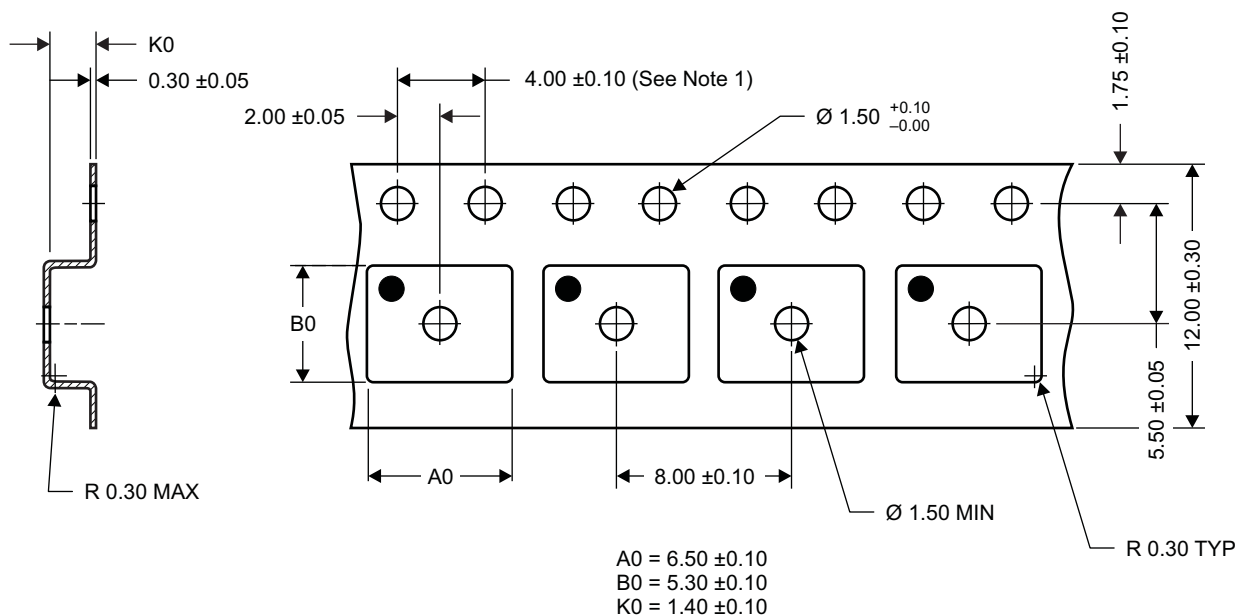 K0
0.30 ±0.05
4.00 ±0.10 (See Note 1)
2.00 ±0.05
Ø 1.50 +0.10
–0.00
1.75 ±0.10
B0
12.00 ±0.30
5.50 ±0.05
R 0.30 MAX
A0
8.00 ±0.10
Ø 1.50 MIN
R 0.30 TYP
A0 = 6.50 ±0.10
B0 = 5.30 ±0.10
K0 = 1.40 ±0.10